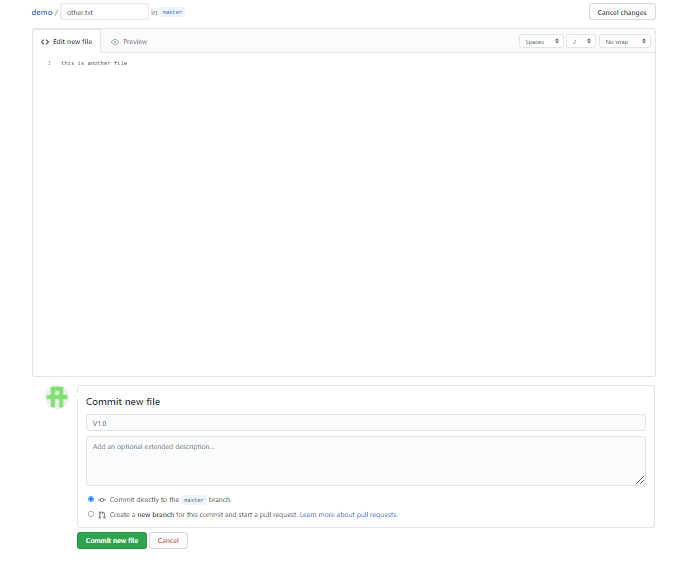 demo / other.txt in master Cancel changes
Edit new file Preview Spaces 2 No wrap
1 this is another file
Commit new file
V1.0
Add an optional extended description...
Commit directly to the master branch.
Create a new branch for this commit and start a pull request. Learn more about pull requests.
Commit new file Cancel